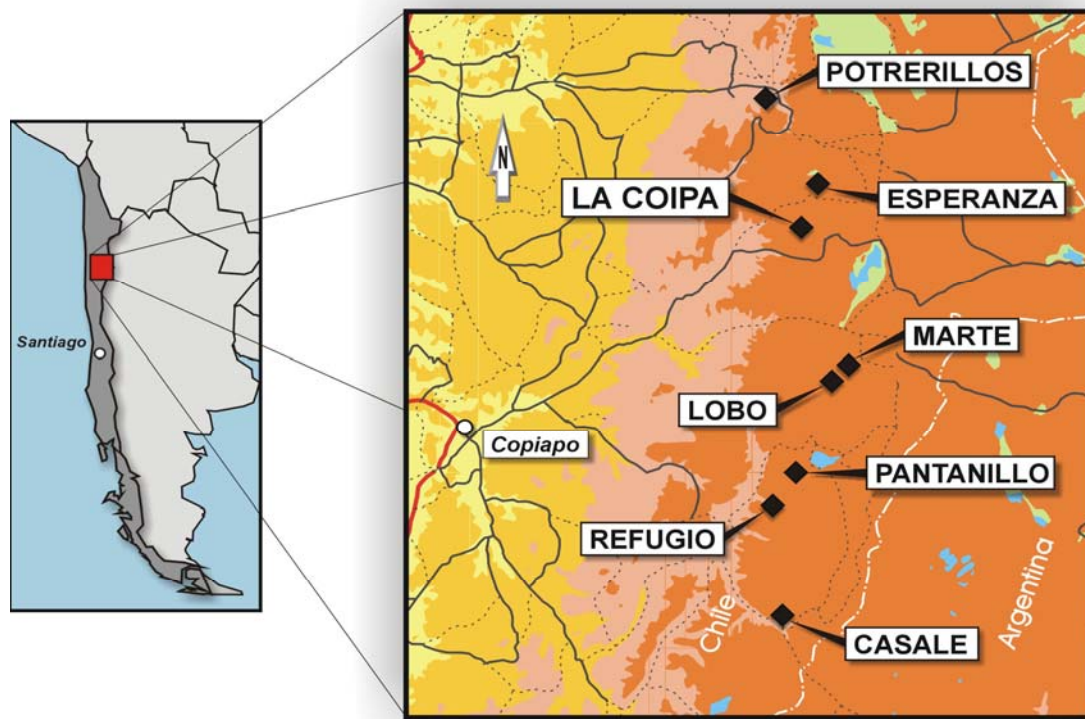 POTRERILLOS
N
LA COIPA
ESPERANZA
Santiago
MARTE
LOBO
Copiapo
PANTANILLO
REFUGIO
Chile
Argentina
CASALE